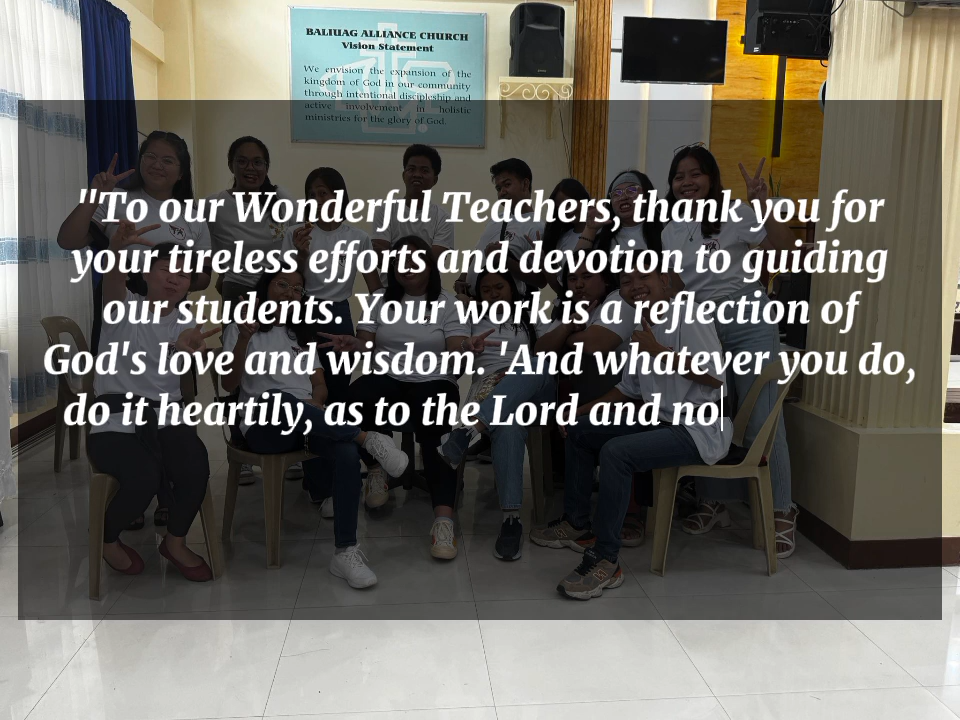 BALIUAG ALLIANCE CHURCH
Vision Statement
We envision the expansion of the
kingdom of God in our community
through intentional discipleship and
active involvement in holistic
ministries for the glory of God.
"To our Wonderful Teachers, thank you for
your tireless efforts and devotion to guiding
our students. Your work is a reflection of
God's love and wisdom. 'And whatever you do,
do it heartily, as to the Lord and no